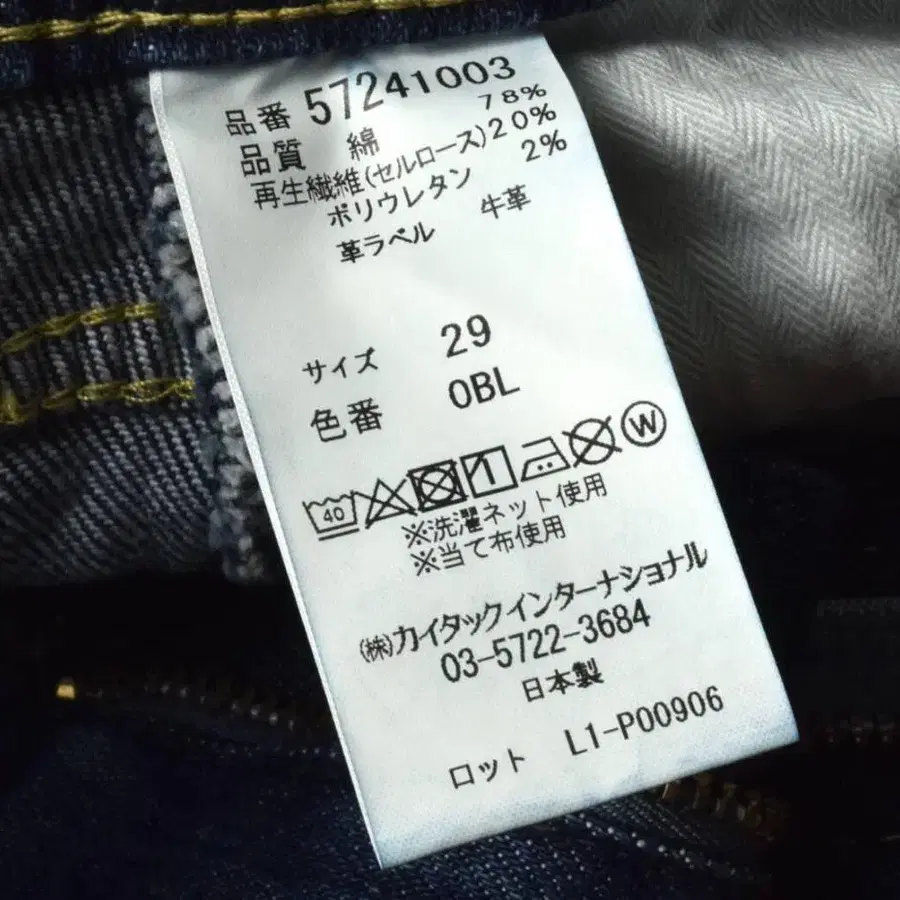 品番 57241003
品質 綿 78%
再生繊維(セルロース)20%
ポリウレタン 2%
革ラベル 牛革
サイズ 29
色番 OBL
40 1 W
※洗濯ネット使用
※当て布使用
㈱カイタックインターナショナル
03-5722-3684
日本製
ロット L1-P00906